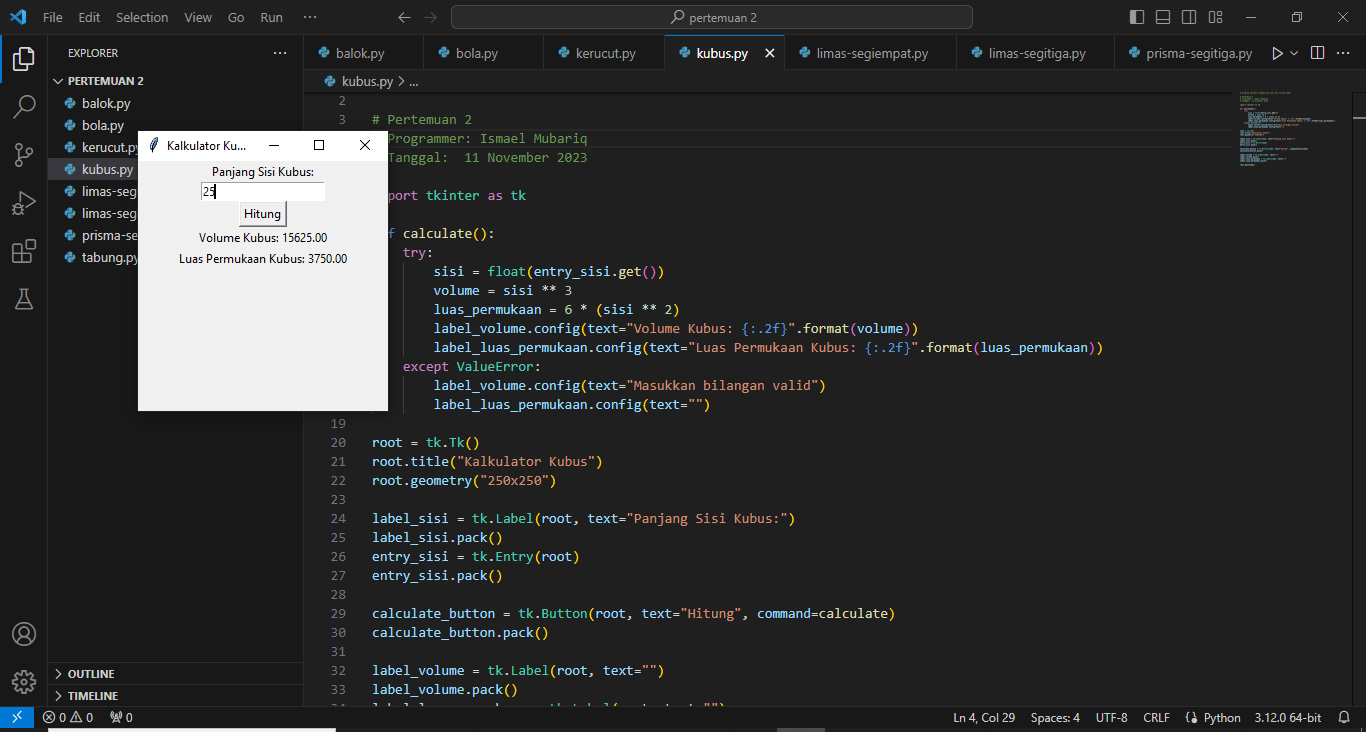 File Edit Selection View Go Run ···
pertemuan 2
EXPLORER
PERTEMUAN 2
balok.py
bola.py
kerucut.py
kubus.py
limas-seg
limas-seg
prisma-se
tabung.py
OUTLINE
TIMELINE
balok.py bola.py kerucut.py kubus.py limas-segiempat.py limas-segitiga.py prisma-segitiga.py
kubus.py > ...
Kalkulator Ku...
Panjang Sisi Kubus:
25
Hitung
Volume Kubus: 15625.00
Luas Permukaan Kubus: 3750.00
2
3 # Pertemuan 2
Programmer: Ismael Mubariq
Tanggal: 11 November 2023
port tkinter as tk
f calculate():
try:
sisi = float(entry_sisi.get())
volume = sisi ** 3
luas_permukaan = 6 * (sisi ** 2)
label_volume.config(text="Volume Kubus: {:.2f}".format(volume))
label_luas_permukaan.config(text="Luas Permukaan Kubus: {:.2f}".format(luas_permukaan))
except ValueError:
label_volume.config(text="Masukkan bilangan valid")
label_luas_permukaan.config(text="")
19
20 root = tk.Tk()
21 root.title("Kalkulator Kubus")
22 root.geometry("250x250")
23
24 label_sisi = tk.Label(root, text="Panjang Sisi Kubus:")
25 label_sisi.pack()
26 entry_sisi = tk.Entry(root)
27 entry_sisi.pack()
28
29 calculate_button = tk.Button(root, text="Hitung", command=calculate)
30 calculate_button.pack()
31
32 label_volume = tk.Label(root, text="")
33 label_volume.pack()
0 0 0
Ln 4, Col 29 Spaces: 4 UTF-8 CRLF Python 3.12.0 64-bit